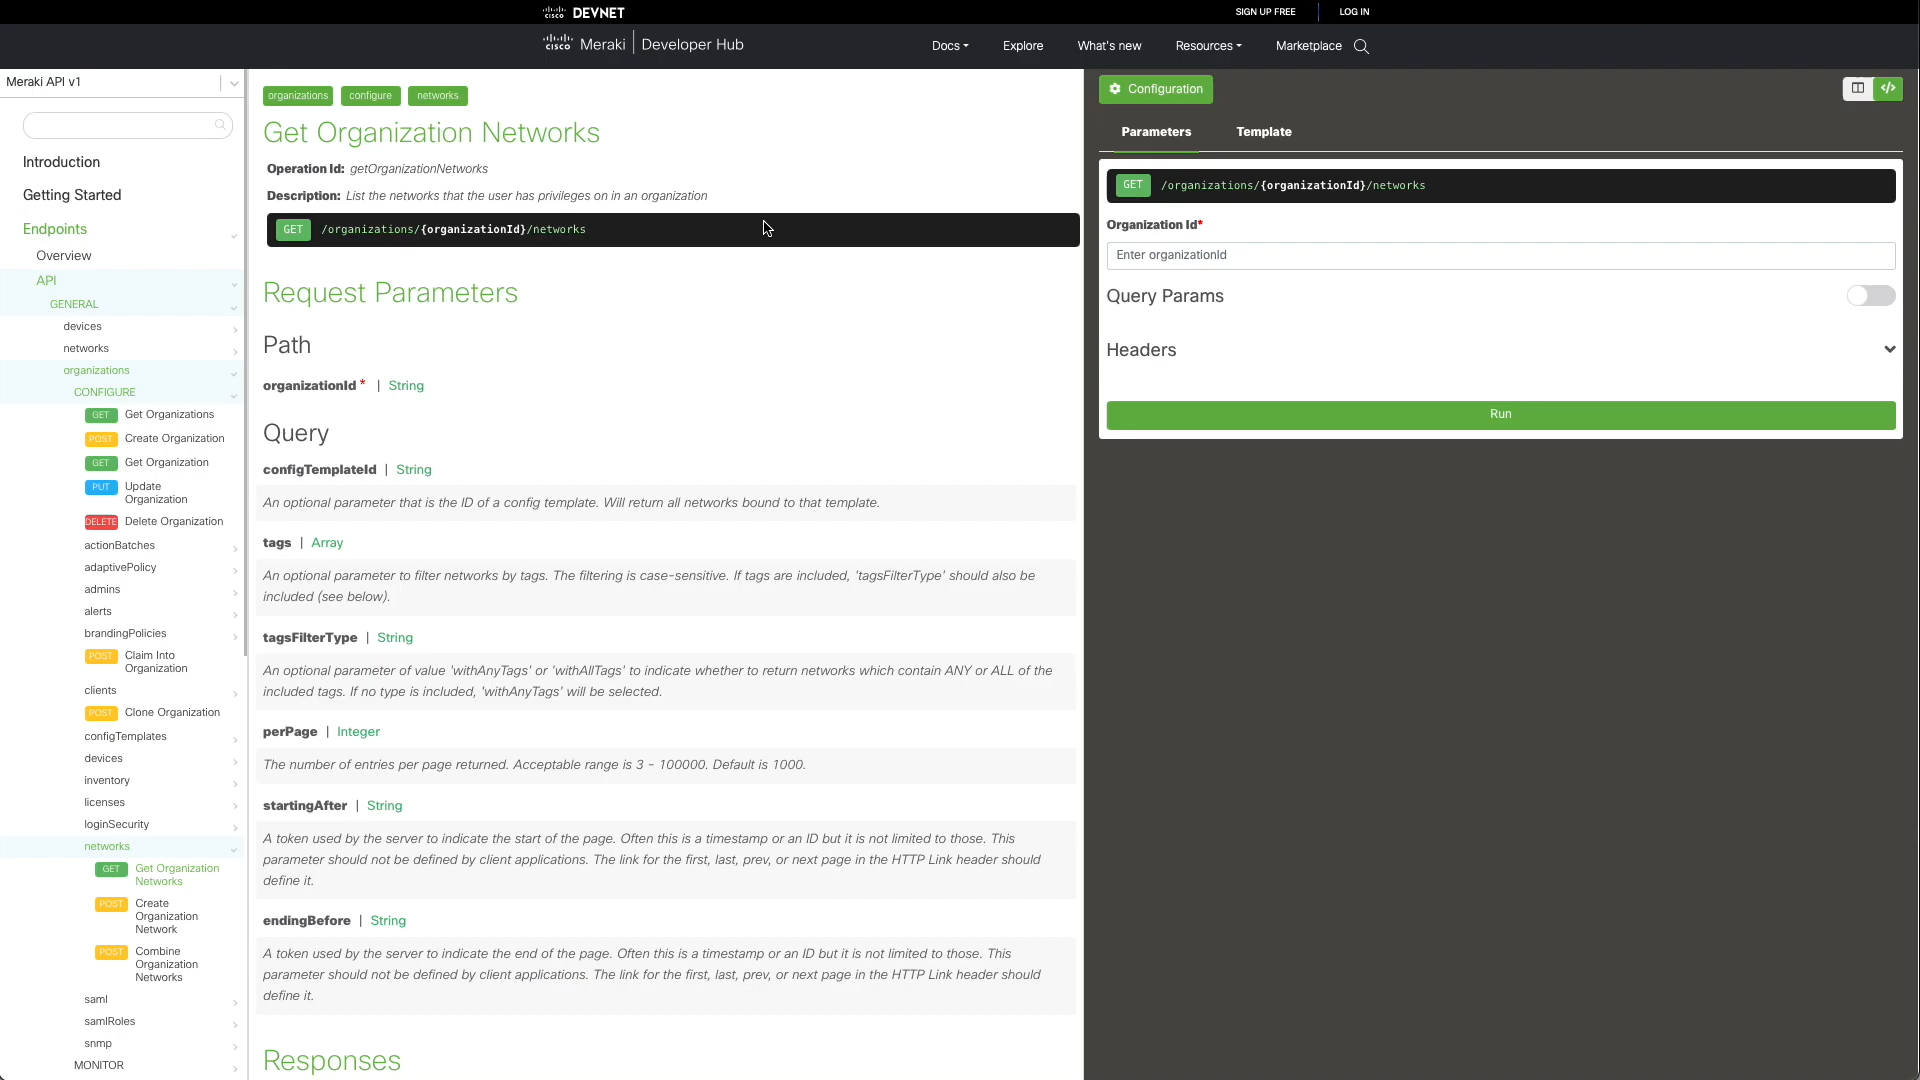 CISCO DEVNET
SIGN UP FREE
LOG IN
CISCO Meraki Developer Hub
Docs
Explore
What's new
Resources
Marketplace
Meraki API v1
Introduction
Getting Started
Endpoints
Overview
API
GENERAL
devices
networks
organizations
CONFIGURE
GET Get Organizations
POST Create Organization
GET Get Organization
PUT Update
Organization
DELETE Delete Organization
actionBatches
adaptivePolicy
admins
alerts
brandingPolicies
POST Claim Into
Organization
clients
POST Clone Organization
configTemplates
devices
inventory
licenses
loginSecurity
networks
GET Get Organization
Networks
POST Create
Organization
Network
POST Combine
Organization
Networks
saml
samlRoles
snmp
MONITOR
organizations configure networks
Get Organization Networks
Operation Id: getOrganizationNetworks
Description: List the networks that the user has privileges on in an organization
GET /organizations/{organizationId}/networks
Request Parameters
Path
organizationId * | String
Query
configTemplateId | String
An optional parameter that is the ID of a config template. Will return all networks bound to that template.
tags | Array
An optional parameter to filter networks by tags. The filtering is case-sensitive. If tags are included, 'tagsFilterType' should also be
included (see below).
tagsFilterType | String
An optional parameter of value 'withAnyTags' or 'withAllTags' to indicate whether to return networks which contain ANY or ALL of the
included tags. If no type is included, 'withAnyTags' will be selected.
perPage | Integer
The number of entries per page returned. Acceptable range is 3 - 100000. Default is 1000.
startingAfter | String
A token used by the server to indicate the start of the page. Often this is a timestamp or an ID but it is not limited to those. This
parameter should not be defined by client applications. The link for the first, last, prev, or next page in the HTTP Link header should
define it.
endingBefore | String
A token used by the server to indicate the end of the page. Often this is a timestamp or an ID but it is not limited to those. This
parameter should not be defined by client applications. The link for the first, last, prev, or next page in the HTTP Link header should
define it.
Responses
Configuration
</>
Parameters Template
GET /organizations/{organizationId}/networks
Organization Id*
Enter organizationId
Query Params
Headers
Run